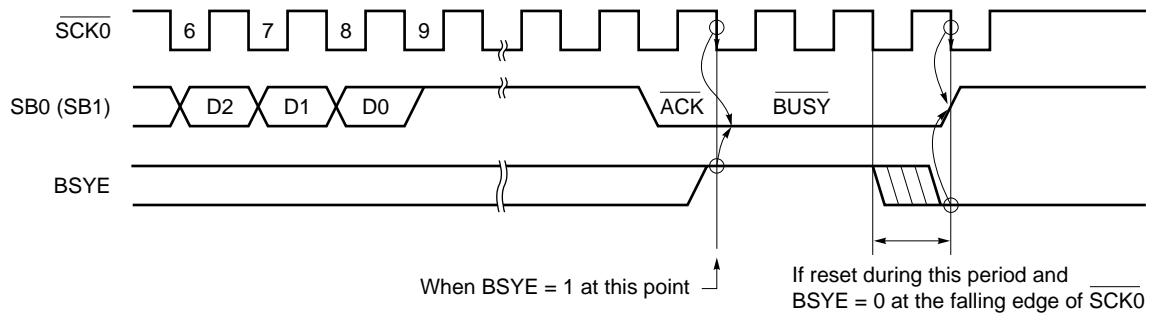 SCK0
6 7 8 9
SB0 (SB1)
D2 D1 D0 ACK BUSY
BSYE
When BSYE = 1 at this point
If reset during this period and
BSYE = 0 at the falling edge of SCK0